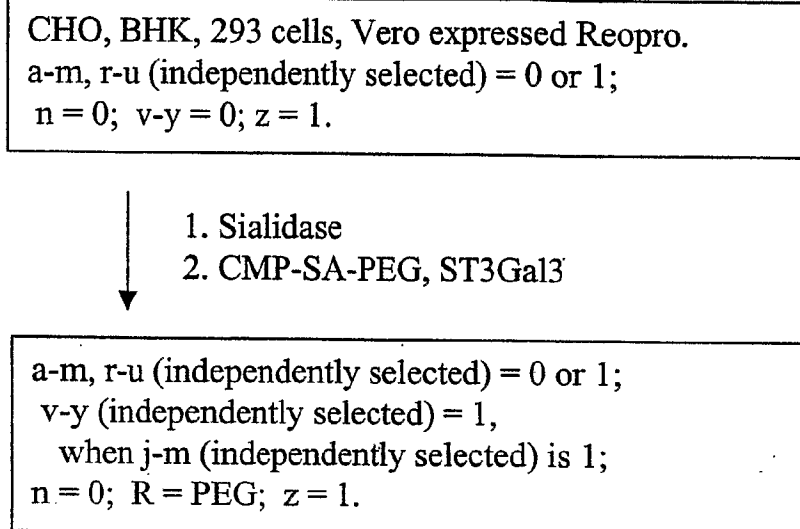 CHO, BHK, 293 cells, Vero expressed Reopro.
a-m, r-u (independently selected) = 0 or 1;
n = 0; v-y = 0; z = 1.
1. Sialidase
2. CMP-SA-PEG, ST3Gal3
a-m, r-u (independently selected) = 0 or 1;
v-y (independently selected) = 1,
when j-m (independently selected) is 1;
n = 0; R = PEG; z = 1.